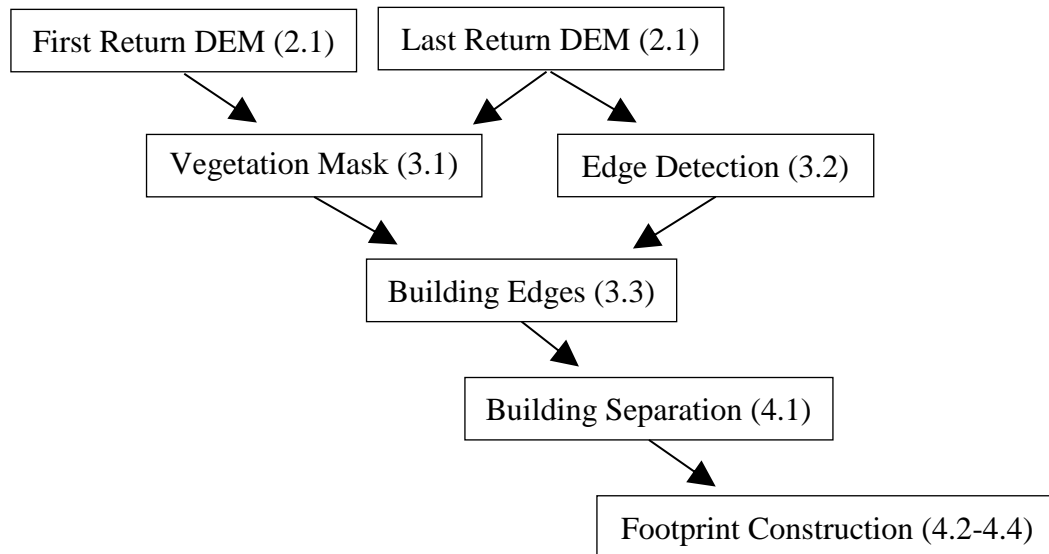 First Return DEM (2.1)
Last Return DEM (2.1)
Vegetation Mask (3.1)
Edge Detection (3.2)
Building Edges (3.3)
Building Separation (4.1)
Footprint Construction (4.2-4.4)